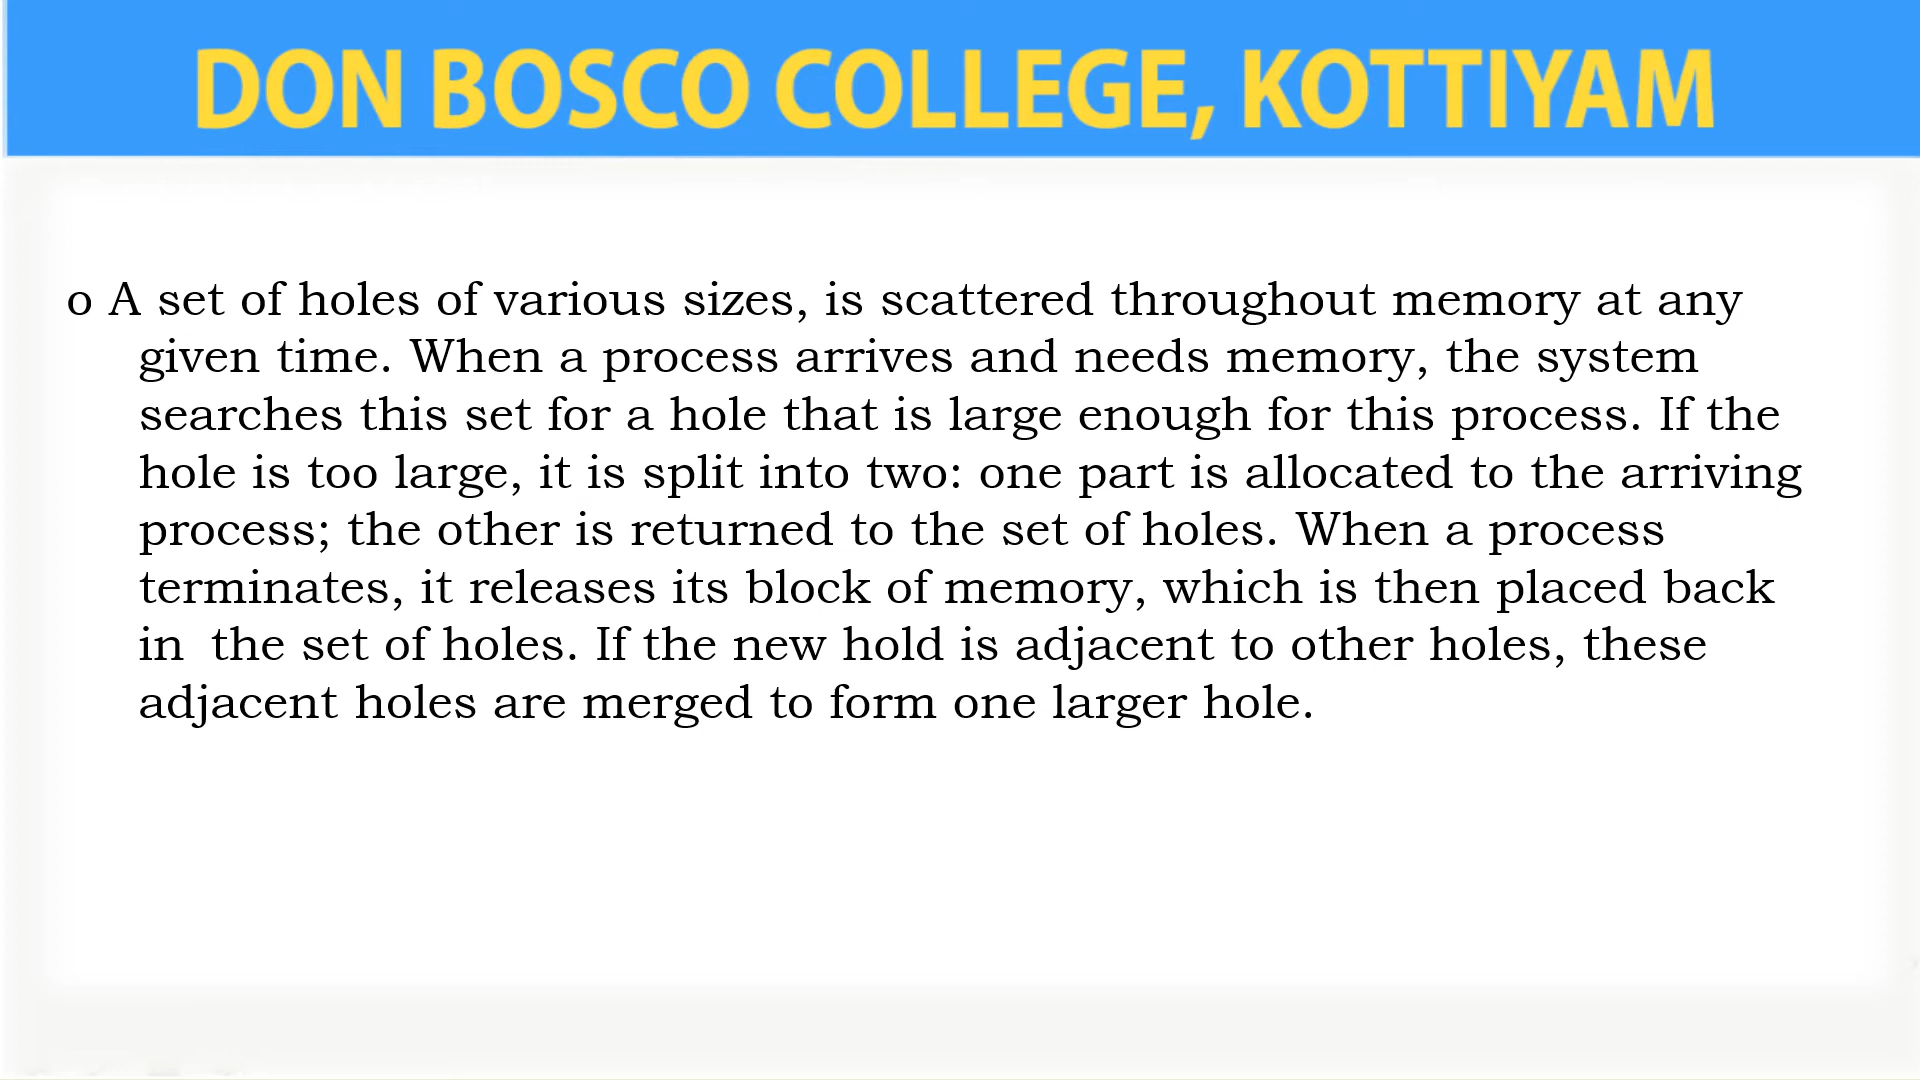 DON BOSCO COLLEGE, KOTTIYAM
o A set of holes of various sizes, is scattered throughout memory at any
given time. When a process arrives and needs memory, the system
searches this set for a hole that is large enough for this process. If the
hole is too large, it is split into two: one part is allocated to the arriving
process; the other is returned to the set of holes. When a process
terminates, it releases its block of memory, which is then placed back
in  the set of holes. If the new hold is adjacent to other holes, these
adjacent holes are merged to form one larger hole.